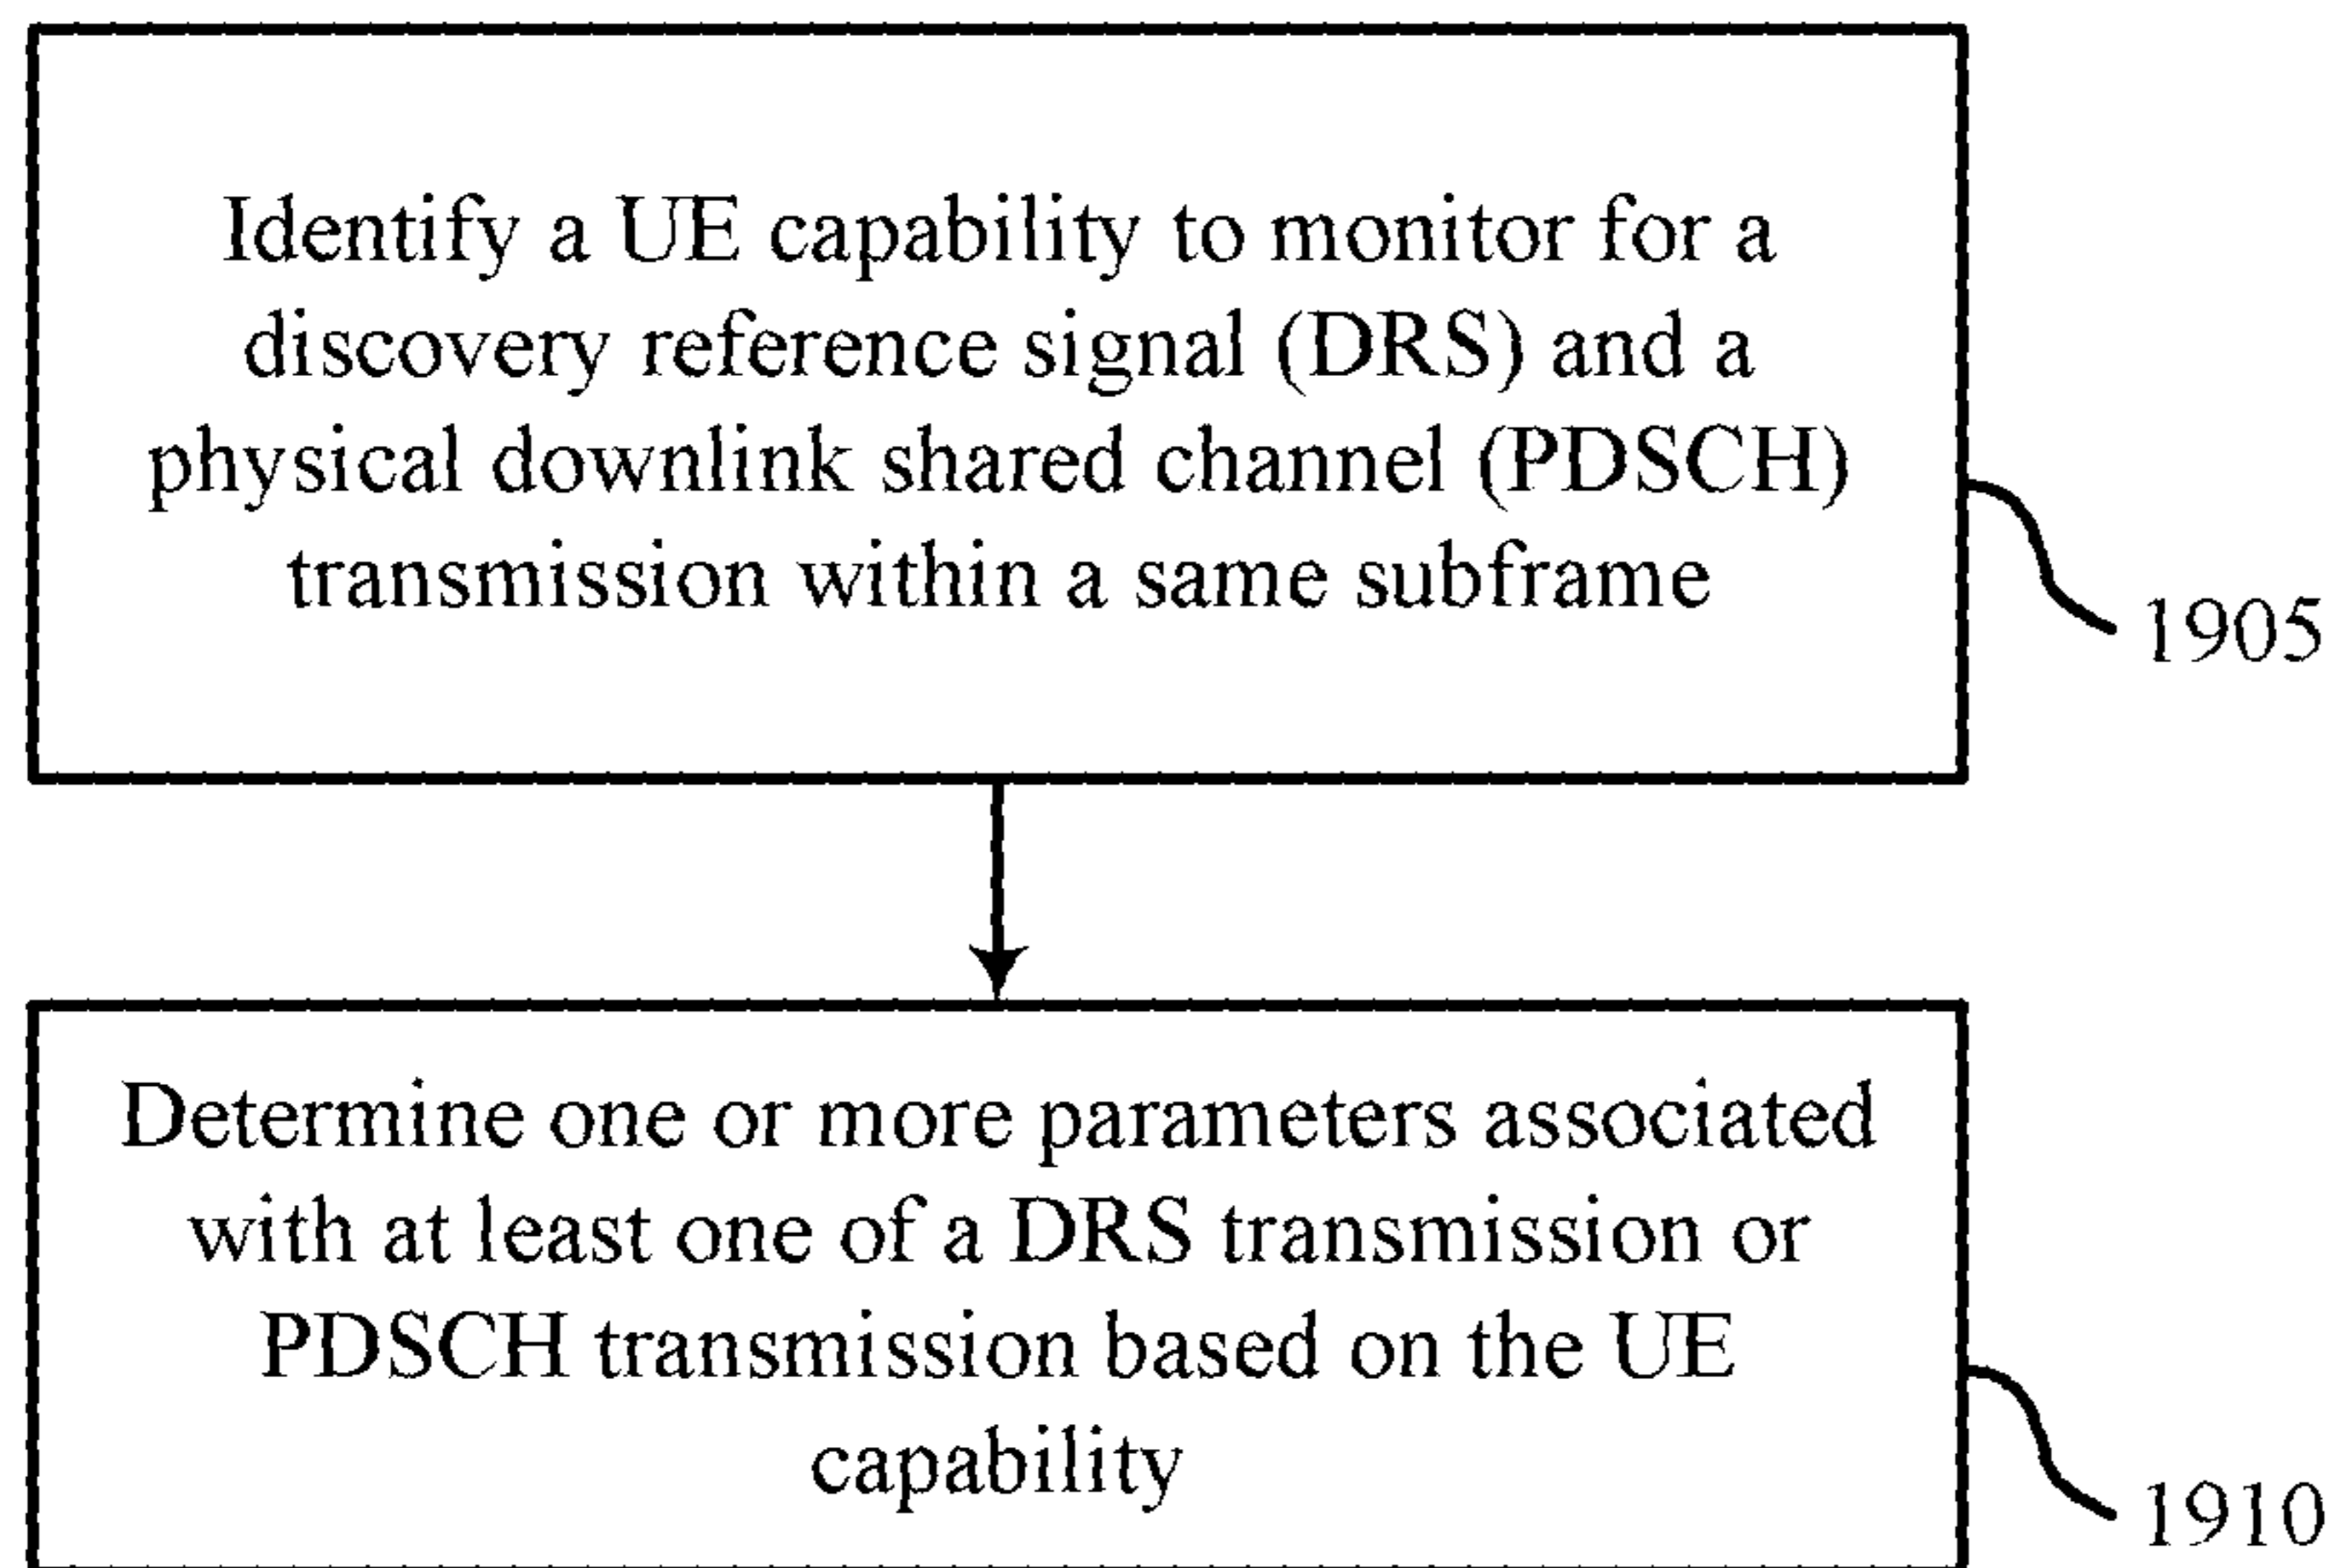 Identify a UE capability to monitor for a
discovery reference signal (DRS) and a
physical downlink shared channel (PDSCH)
transmission within a same subframe
1905
Determine one or more parameters associated
with at least one of a DRS transmission or
PDSCH transmission based on the UE
capability
1910